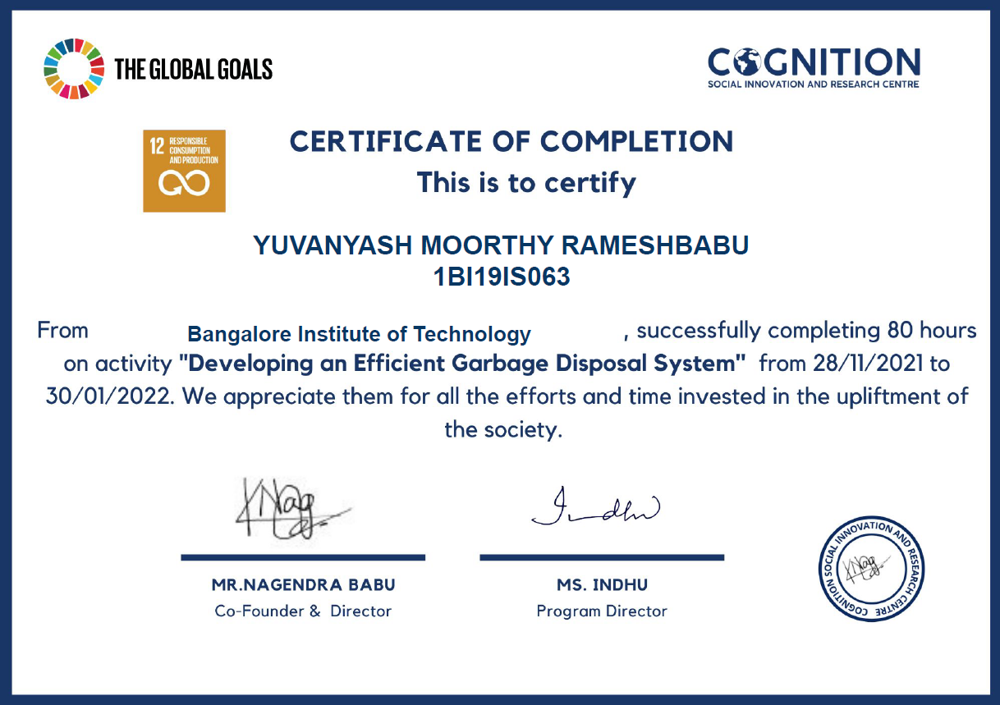 THE GLOBAL GOALS
COGNITION
SOCIAL INNOVATION AND RESEARCH CENTRE
12 RESPONSIBLE
CONSUMPTION
AND PRODUCTION
CERTIFICATE OF COMPLETION
This is to certify
YUVANYASH MOORTHY RAMESHBABU
1BI19IS063
From Bangalore Institute of Technology , successfully completing 80 hours
on activity "Developing an Efficient Garbage Disposal System" from 28/11/2021 to
30/01/2022. We appreciate them for all the efforts and time invested in the upliftment of
the society.
KNag
Indhu
MR.NAGENDRA BABU
Co-Founder & Director
MS. INDHU
Program Director
COGNITION SOCIAL INNOVATION AND RESEARCH CENTRE
KNag